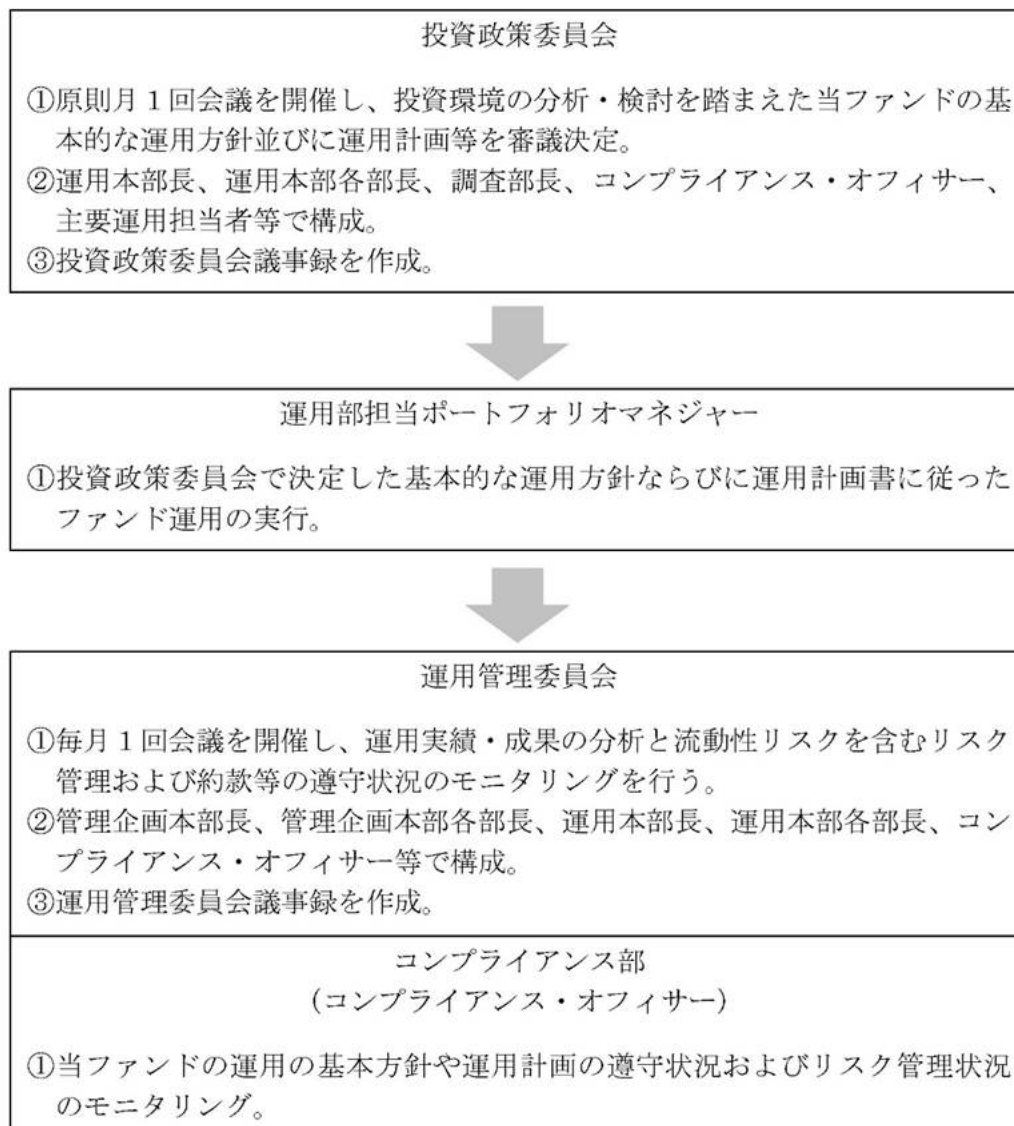 投資政策委員会
①原則月１回会議を開催し、投資環境の分析・検討を踏まえた当ファンドの基
本的な運用方針並びに運用計画等を審議決定。
②運用本部長、運用本部各部長、調査部長、コンプライアンス・オフィサー、
主要運用担当者等で構成。
③投資政策委員会議事録を作成。
運用部担当ポートフォリオマネジャー
①投資政策委員会で決定した基本的な運用方針ならびに運用計画書に従った
ファンド運用の実行。
運用管理委員会
①毎月１回会議を開催し、運用実績・成果の分析と流動性リスクを含むリスク
管理および約款等の遵守状況のモニタリングを行う。
②管理企画本部長、管理企画本部各部長、運用本部長、運用本部各部長、コン
プライアンス・オフィサー等で構成。
③運用管理委員会議事録を作成。
コンプライアンス部
（コンプライアンス・オフィサー）
①当ファンドの運用の基本方針や運用計画の遵守状況およびリスク管理状況
のモニタリング。